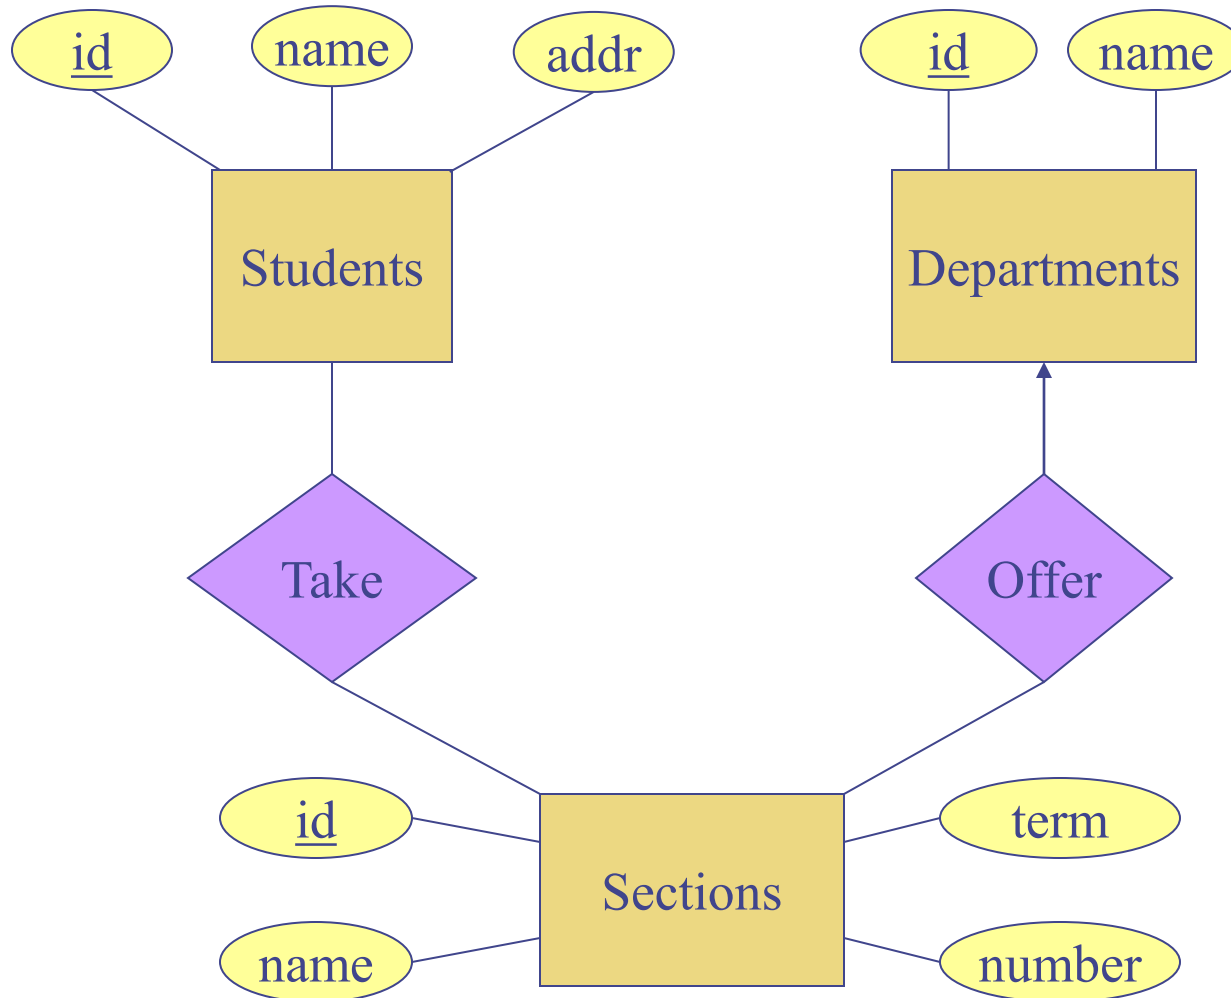 id
name
addr
id
name
Students
Departments
Take
Offer
id
term
Sections
name
number